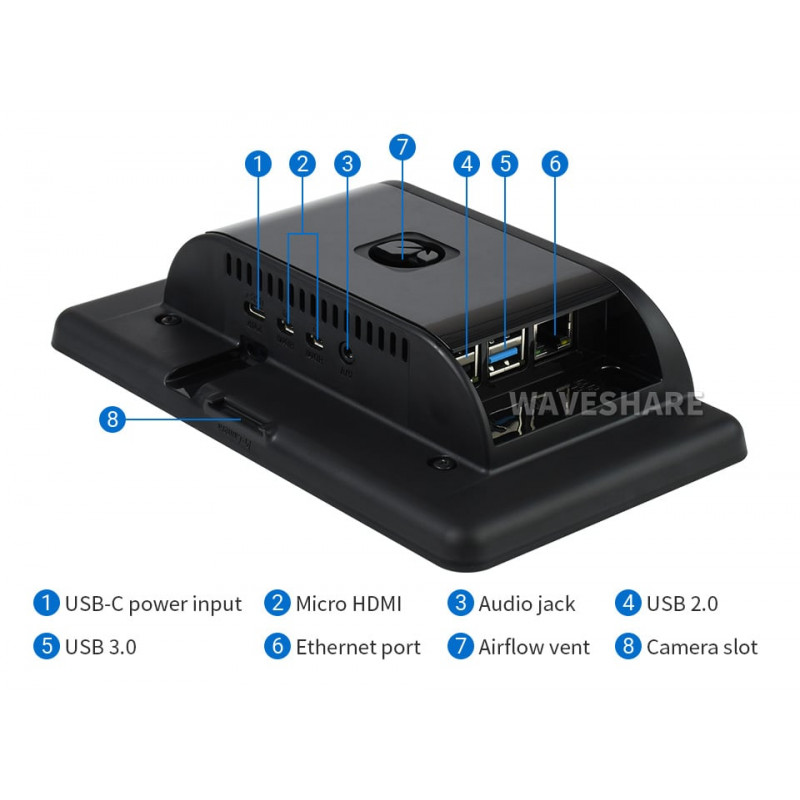 7
1 2 3 4 5 6
WAVESHARE
8
1 USB-C power input 2 Micro HDMI 3 Audio jack 4 USB 2.0
5 USB 3.0 6 Ethernet port 7 Airflow vent 8 Camera slot